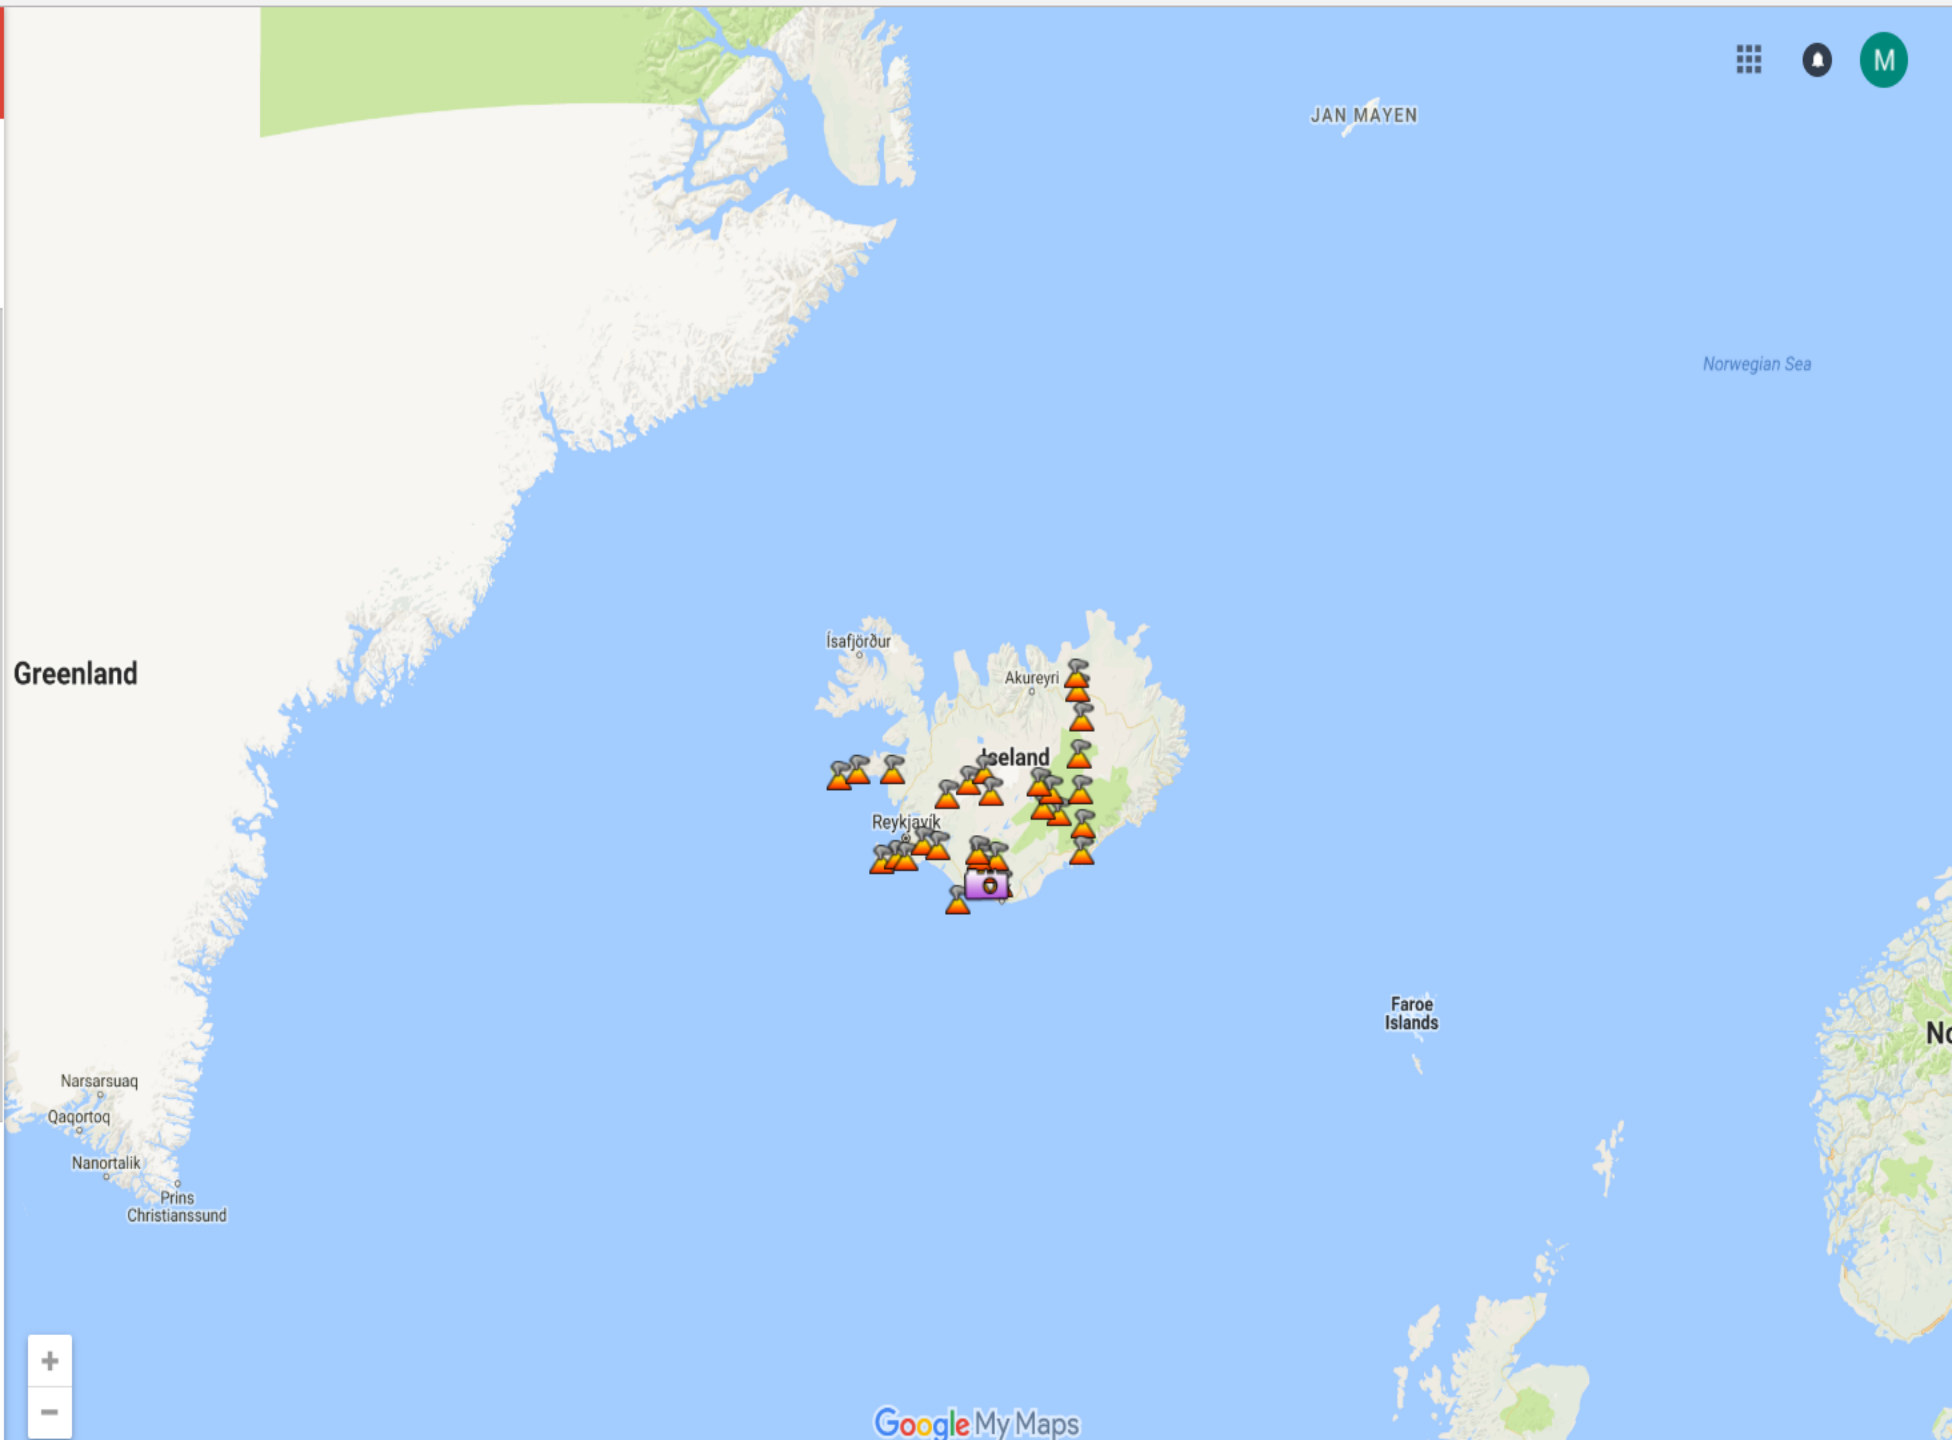 M
JAN MAYEN
Norwegian Sea
Ísafjörður
Greenland
Akureyri
Iceland
Reykjavík
Faroe
Islands
No
Narsarsuaq
Qaqortoq
Nanortalik
Prins
Christianssund
+
−
Google My Maps